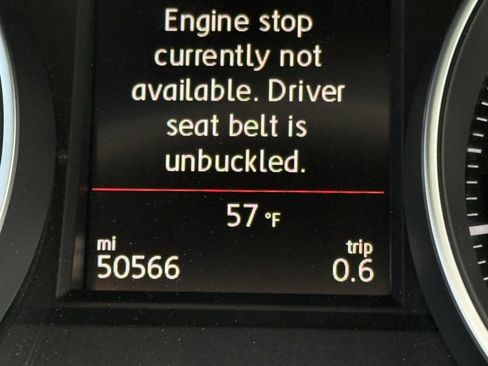 Engine stop
currently not
available. Driver
seat belt is
unbuckled.
57 °F
mi trip
50566 0.6